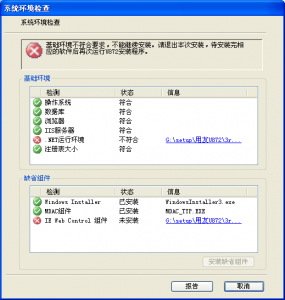 系统环境检查
系统环境检查
基础环境不符合要求，不能继续安装。请退出本次安装，待安装完相
应的软件后再次运行U872安装程序。
基础环境
检测 状态 信息
操作系统 符合
数据库 符合
浏览器 符合
IIS服务器 符合
.NET运行环境 不符合 G:\setup\用友U872\3r...
注册表大小 符合
缺省组件
检测 状态 信息
Windows Installer 已安装 WindowsInstaller3.exe
MDAC组件 已安装 MDAC_TYP.EXE
IE Web Control 组件 未安装 G:\setup\用友U872\3r...
安装缺省组件
报告 取消